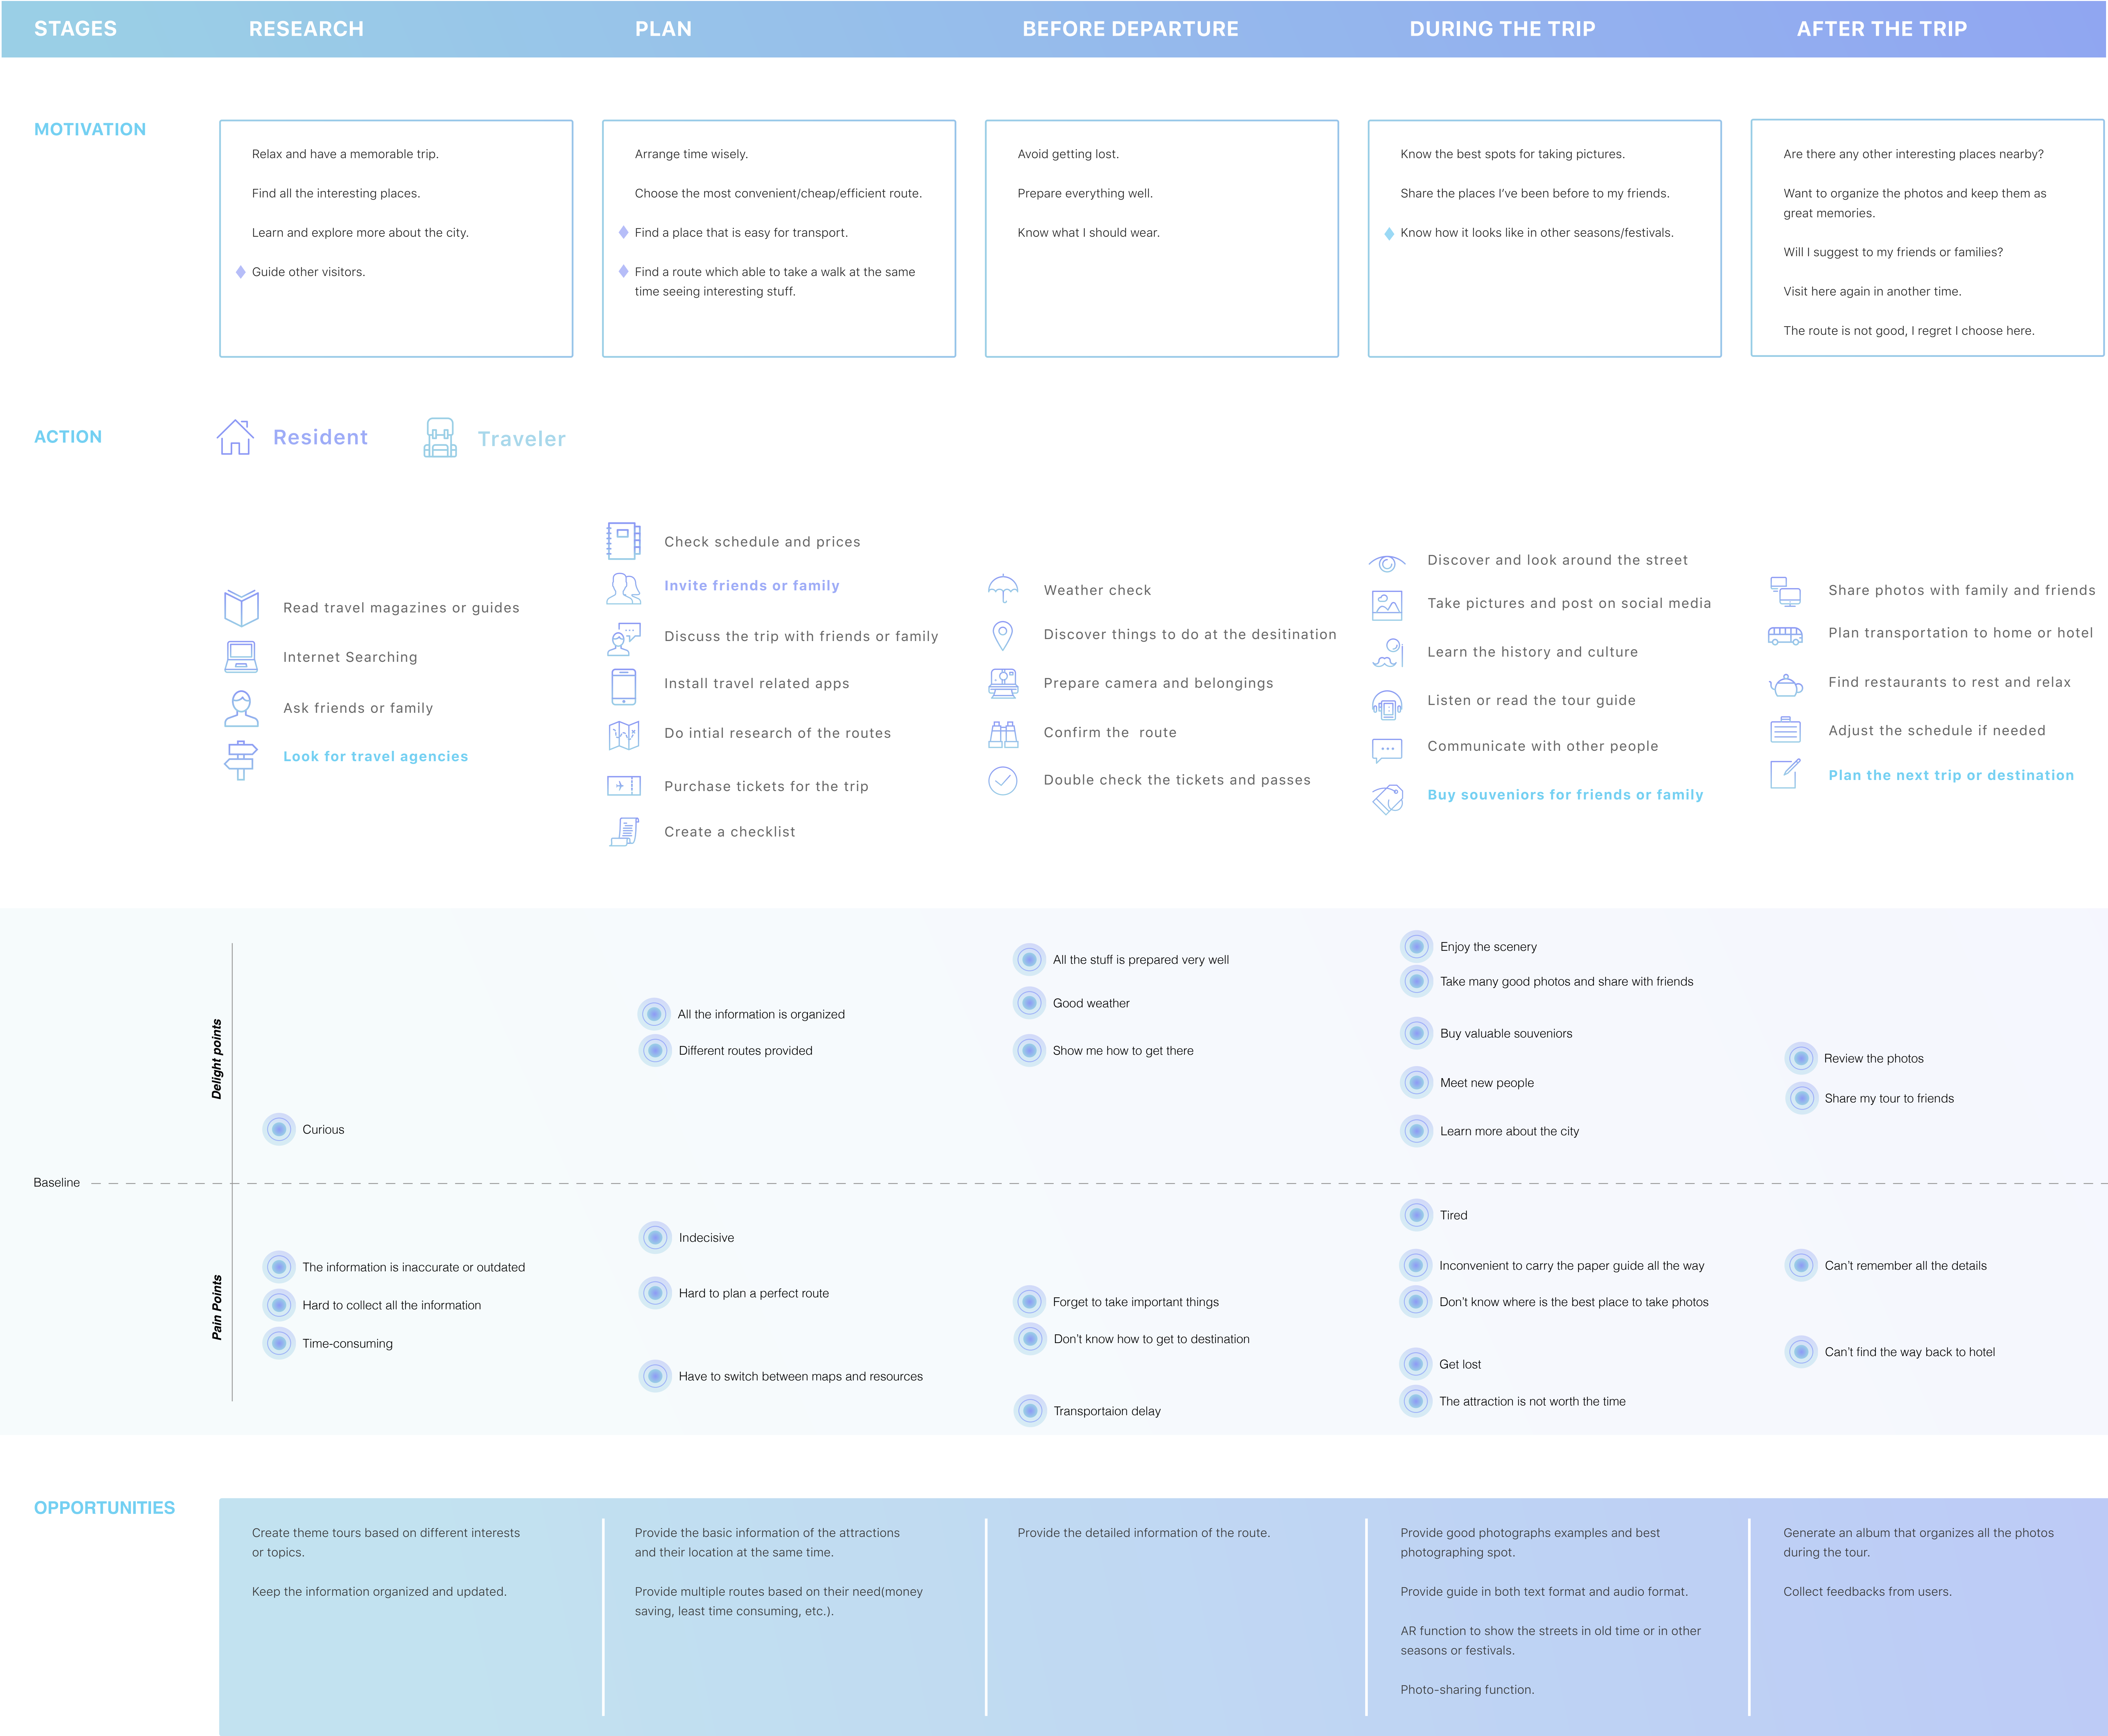 STAGES
RESEARCH
PLAN
BEFORE DEPARTURE
DURING THE TRIP
AFTER THE TRIP
MOTIVATION
Relax and have a memorable trip.
Find all the interesting places.
Learn and explore more about the city.
Guide other visitors.
Arrange time wisely.
Choose the most convenient/cheap/efficient route.
Find a place that is easy for transport.
Find a route which able to take a walk at the same
time seeing interesting stuff.
Avoid getting lost.
Prepare everything well.
Know what I should wear.
Know the best spots for taking pictures.
Share the places I’ve been before to my friends.
Know how it looks like in other seasons/festivals.
Are there any other interesting places nearby?
Want to organize the photos and keep them as
great memories.
Will I suggest to my friends or families?
Visit here again in another time.
The route is not good, I regret I choose here.
ACTION
Resident
Traveler
Read travel magazines or guides
Internet Searching
Ask friends or family
Look for travel agencies
Check schedule and prices
Invite friends or family
Discuss the trip with friends or family
Install travel related apps
Do intial research of the routes
Purchase tickets for the trip
Create a checklist
Weather check
Discover things to do at the desitination
Prepare camera and belongings
Confirm the route
Double check the tickets and passes
Discover and look around the street
Take pictures and post on social media
Learn the history and culture
Listen or read the tour guide
Communicate with other people
Buy souveniors for friends or family
Share photos with family and friends
Plan transportation to home or hotel
Find restaurants to rest and relax
Adjust the schedule if needed
Plan the next trip or destination
Delight points
Curious
All the information is organized
Different routes provided
All the stuff is prepared very well
Good weather
Show me how to get there
Enjoy the scenery
Take many good photos and share with friends
Buy valuable souveniors
Meet new people
Learn more about the city
Review the photos
Share my tour to friends
Baseline
Pain Points
The information is inaccurate or outdated
Hard to collect all the information
Time-consuming
Indecisive
Hard to plan a perfect route
Have to switch between maps and resources
Forget to take important things
Don’t know how to get to destination
Transportaion delay
Tired
Inconvenient to carry the paper guide all the way
Don’t know where is the best place to take photos
Get lost
The attraction is not worth the time
Can’t remember all the details
Can’t find the way back to hotel
OPPORTUNITIES
Create theme tours based on different interests
or topics.
Keep the information organized and updated.
Provide the basic information of the attractions
and their location at the same time.
Provide multiple routes based on their need(money
saving, least time consuming, etc.).
Provide the detailed information of the route.
Provide good photographs examples and best
photographing spot.
Provide guide in both text format and audio format.
AR function to show the streets in old time or in other
seasons or festivals.
Photo-sharing function.
Generate an album that organizes all the photos
during the tour.
Collect feedbacks from users.